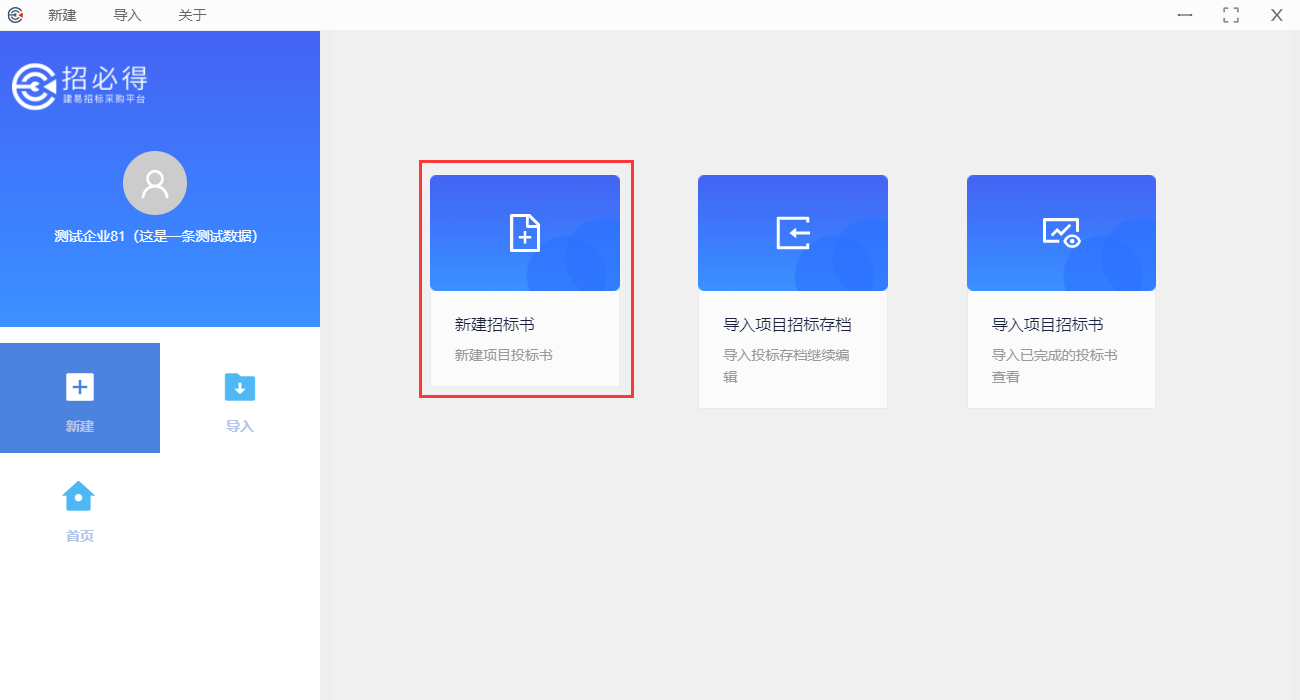 新建 导入 关于
招必得
建易招标采购平台
测试企业81（这是一条测试数据）
新建 导入
首页
新建招标书
新建项目投标书
导入项目招标存档
导入投标存档继续编
辑
导入项目招标书
导入已完成的投标书
查看